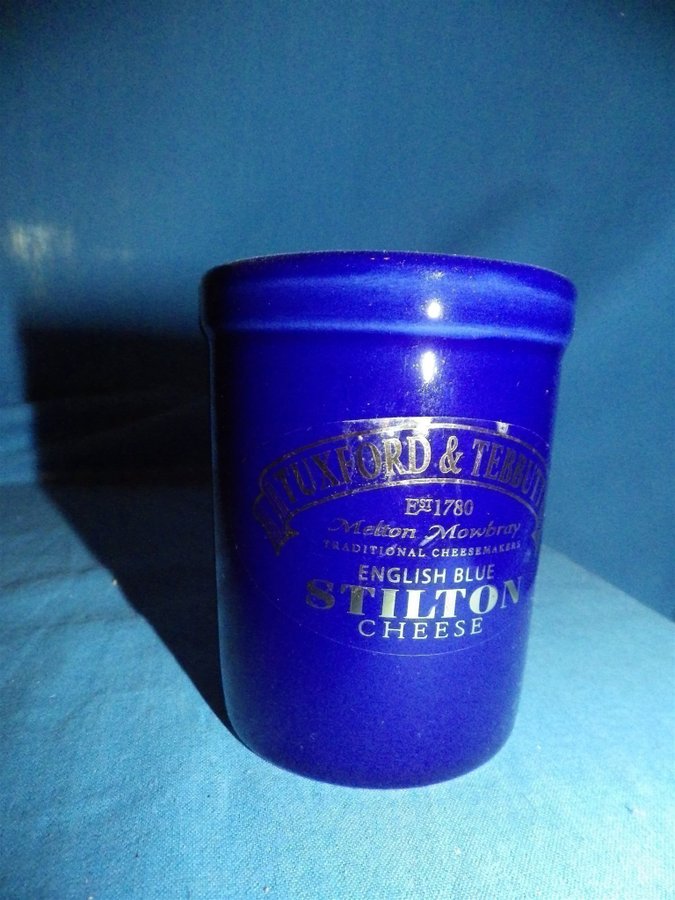 TUXFORD & TEBBUTT
EST 1780
Melton Mowbray
TRADITIONAL CHEESEMAKERS
ENGLISH BLUE
STILTON
CHEESE